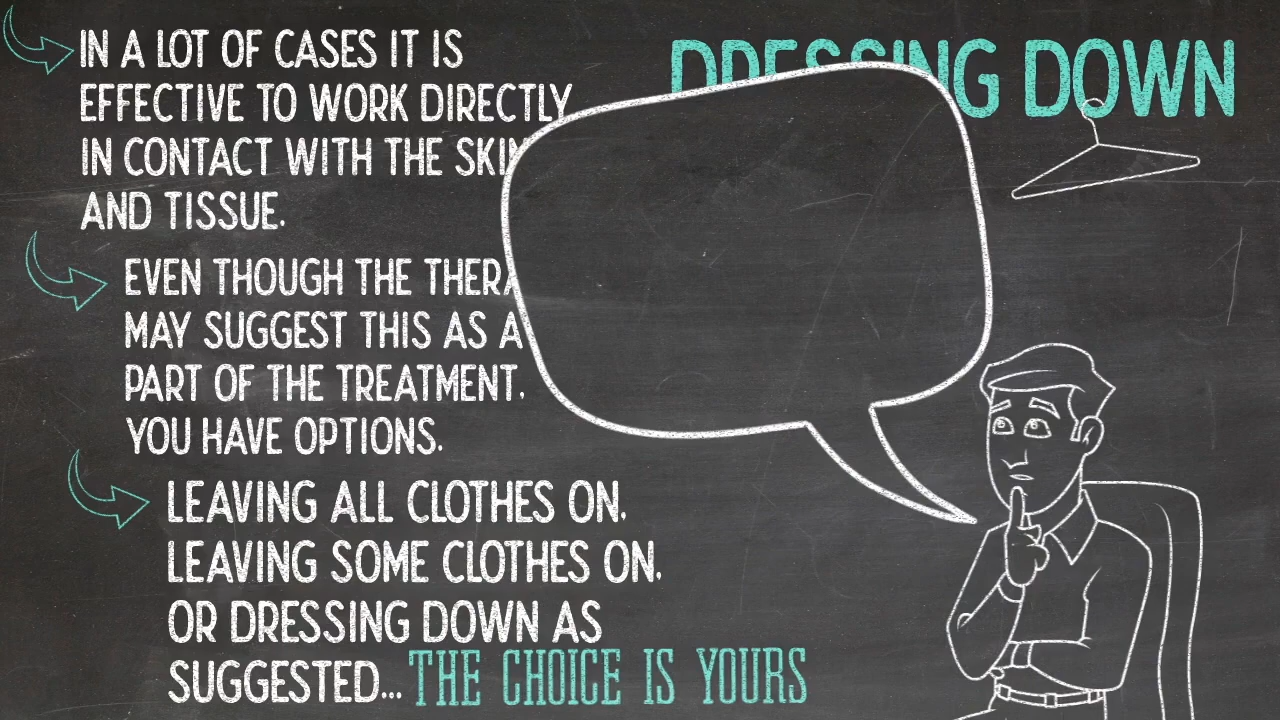 DRESSING DOWN
IN A LOT OF CASES IT IS
EFFECTIVE TO WORK DIRECTLY
IN CONTACT WITH THE SKIN
AND TISSUE.
EVEN THOUGH THE
MAY SUGGEST THIS AS A
PART OF THE TREATMENT,
YOU HAVE OPTIONS.
LEAVING ALL CLOTHES ON,
LEAVING SOME CLOTHES ON,
OR DRESSING DOWN AS
SUGGESTED... THE CHOICE IS YOURS